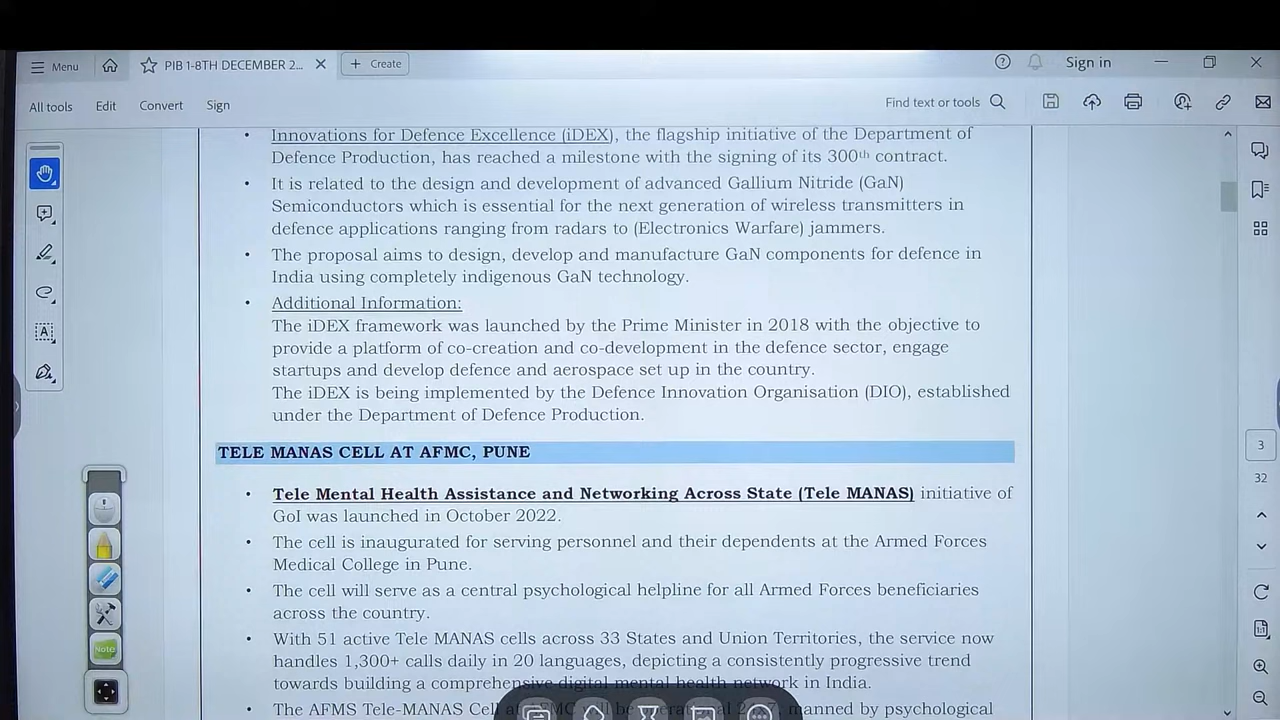 Menu
PIB 1-8TH DECEMBER 2...
Create
Sign in
All tools
Edit
Convert
Sign
Find text or tools
• Innovations for Defence Excellence (iDEX), the flagship initiative of the Department of
Defence Production, has reached a milestone with the signing of its 300th contract.
• It is related to the design and development of advanced Gallium Nitride (GaN)
Semiconductors which is essential for the next generation of wireless transmitters in
defence applications ranging from radars to (Electronics Warfare) jammers.
• The proposal aims to design, develop and manufacture GaN components for defence in
India using completely indigenous GaN technology.
• Additional Information:
The iDEX framework was launched by the Prime Minister in 2018 with the objective to
provide a platform of co-creation and co-development in the defence sector, engage
startups and develop defence and aerospace set up in the country.
The iDEX is being implemented by the Defence Innovation Organisation (DIO), established
under the Department of Defence Production.
TELE MANAS CELL AT AFMC, PUNE
• Tele Mental Health Assistance and Networking Across State (Tele MANAS) initiative of
GoI was launched in October 2022.
• The cell is inaugurated for serving personnel and their dependents at the Armed Forces
Medical College in Pune.
• The cell will serve as a central psychological helpline for all Armed Forces beneficiaries
across the country.
• With 51 active Tele MANAS cells across 33 States and Union Territories, the service now
handles 1,300+ calls daily in 20 languages, depicting a consistently progressive trend
towards building a comprehensive digital mental health network in India.
• The AFMS Tele-MANAS Cell manned by psychological
3
32
Note